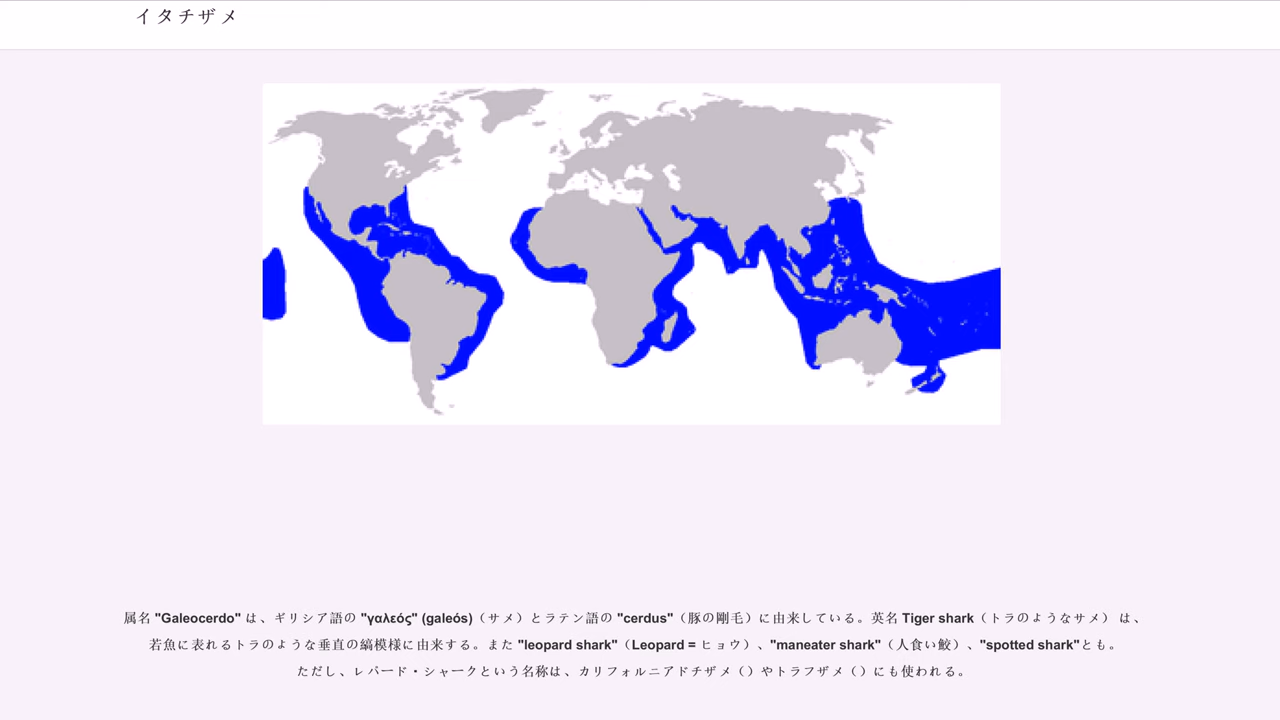 イタチザメ
属名 "Galeocerdo" は、ギリシア語の "γαλεός" (galeós)（サメ）とラテン語の "cerdus"（豚の剛毛）に由来している。英名 Tiger shark（トラのようなサメ） は、
若魚に表れるトラのような垂直の縞模様に由来する。また "leopard shark"（Leopard = ヒョウ）、"maneater shark"（人食い鮫）、"spotted shark"とも。
ただし、レパード・シャークという名称は、カリフォルニアドチザメ（）やトラフザメ（）にも使われる。